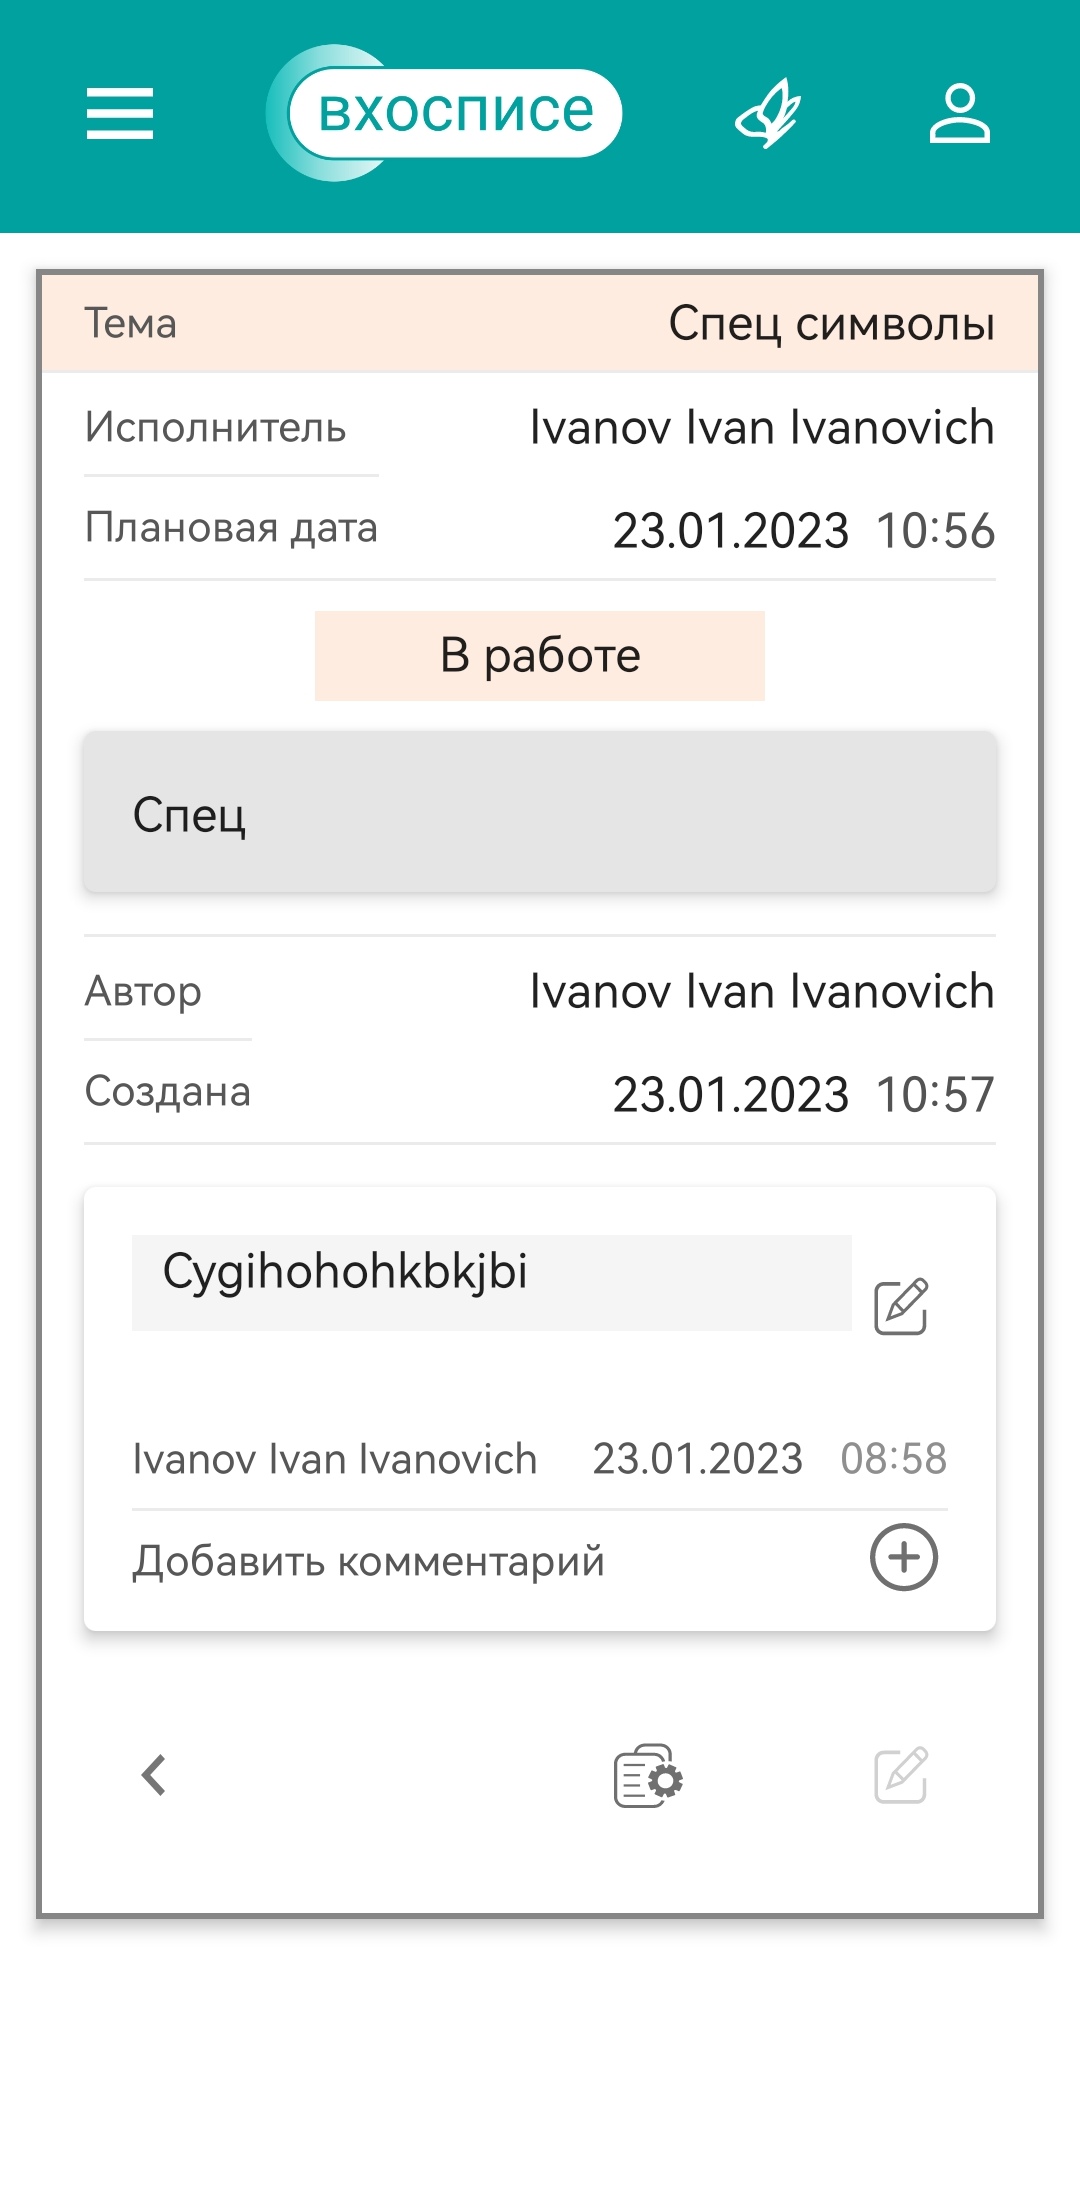 вхосписе
Тема Спец символы
Исполнитель Ivanov Ivan Ivanovich
Плановая дата 23.01.2023 10:56
В работе
Спец
Автор Ivanov Ivan Ivanovich
Создана 23.01.2023 10:57
Cygihohohkbkjbi
Ivanov Ivan Ivanovich 23.01.2023 08:58
Добавить комментарий